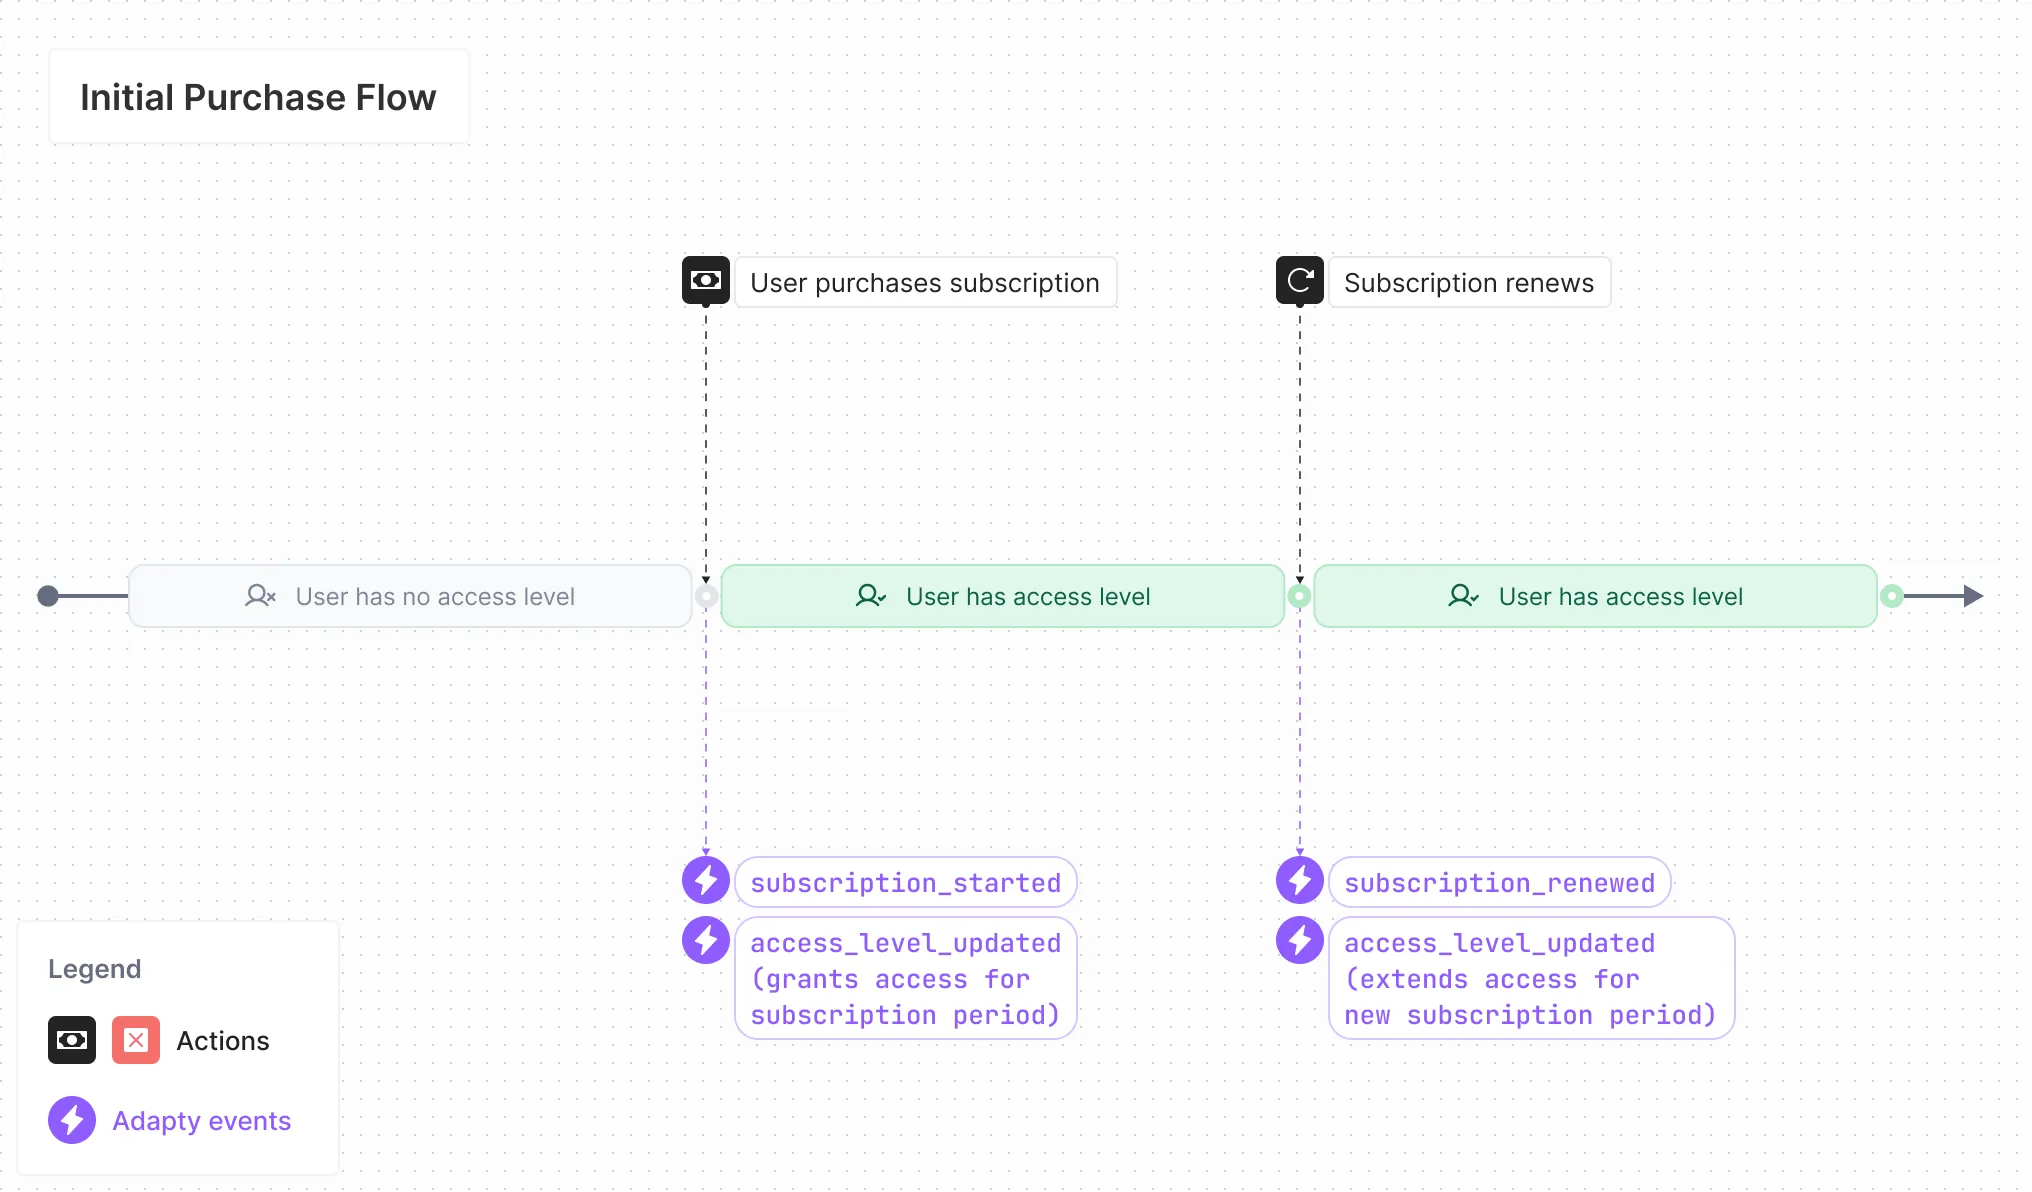 Initial Purchase Flow
User purchases subscription
Subscription renews
User has no access level
User has access level
User has access level
subscription_started
access_level_updated
(grants access for
subscription period)
subscription_renewed
access_level_updated
(extends access for
new subscription period)
Legend
Actions
Adapty events